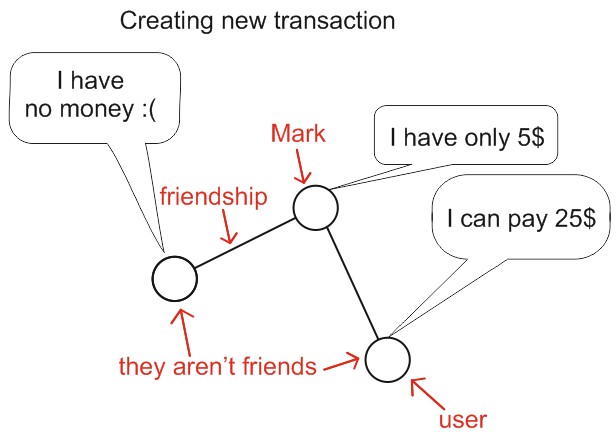 Creating new transaction
I have
no money :(
Mark
I have only 5$
friendship
I can pay 25$
they aren't friends
user